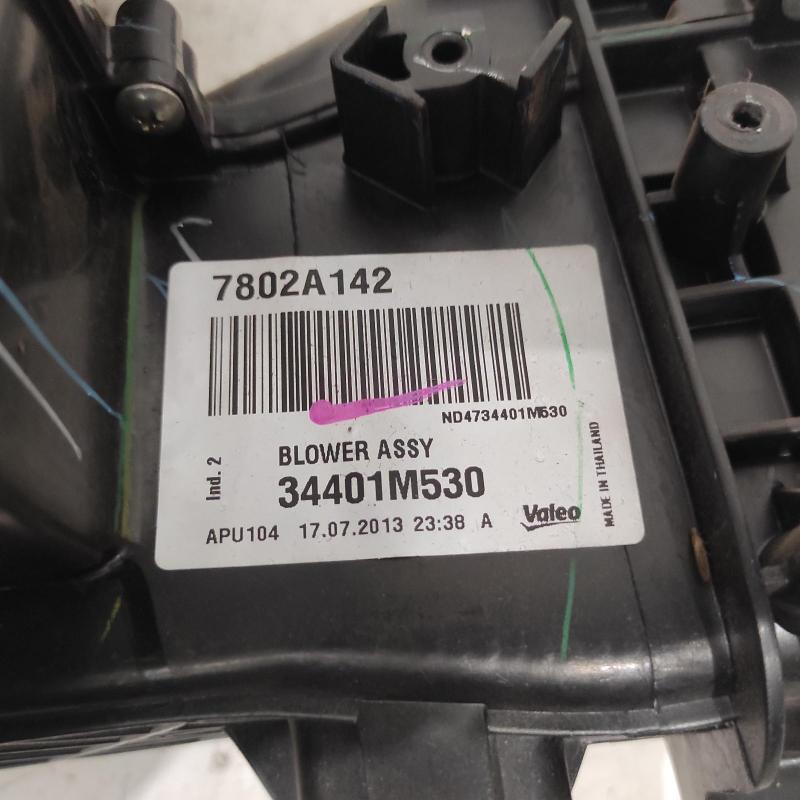 7802A142
ND4734401M530
BLOWER ASSY
Ind. 2
34401M530
APU104 17.07.2013 23:38 A
Valeo
MADE IN THAILAND